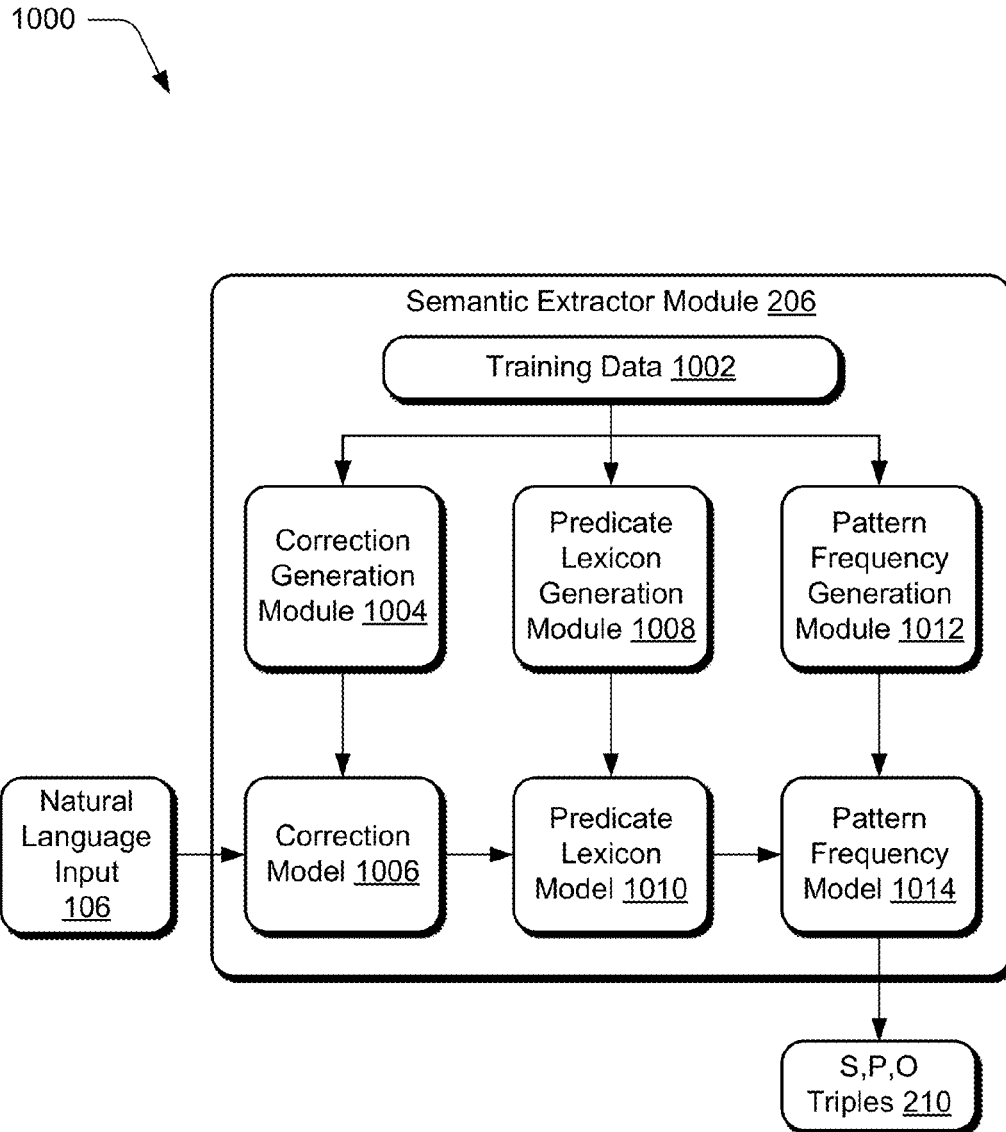 1000
Semantic Extractor Module 206
Training Data 1002
Correction
Generation
Module 1004
Predicate
Lexicon
Generation
Module 1008
Pattern
Frequency
Generation
Module 1012
Natural
Language
Input
106
Correction
Model 1006
Predicate
Lexicon
Model 1010
Pattern
Frequency
Model 1014
S,P,O
Triples 210